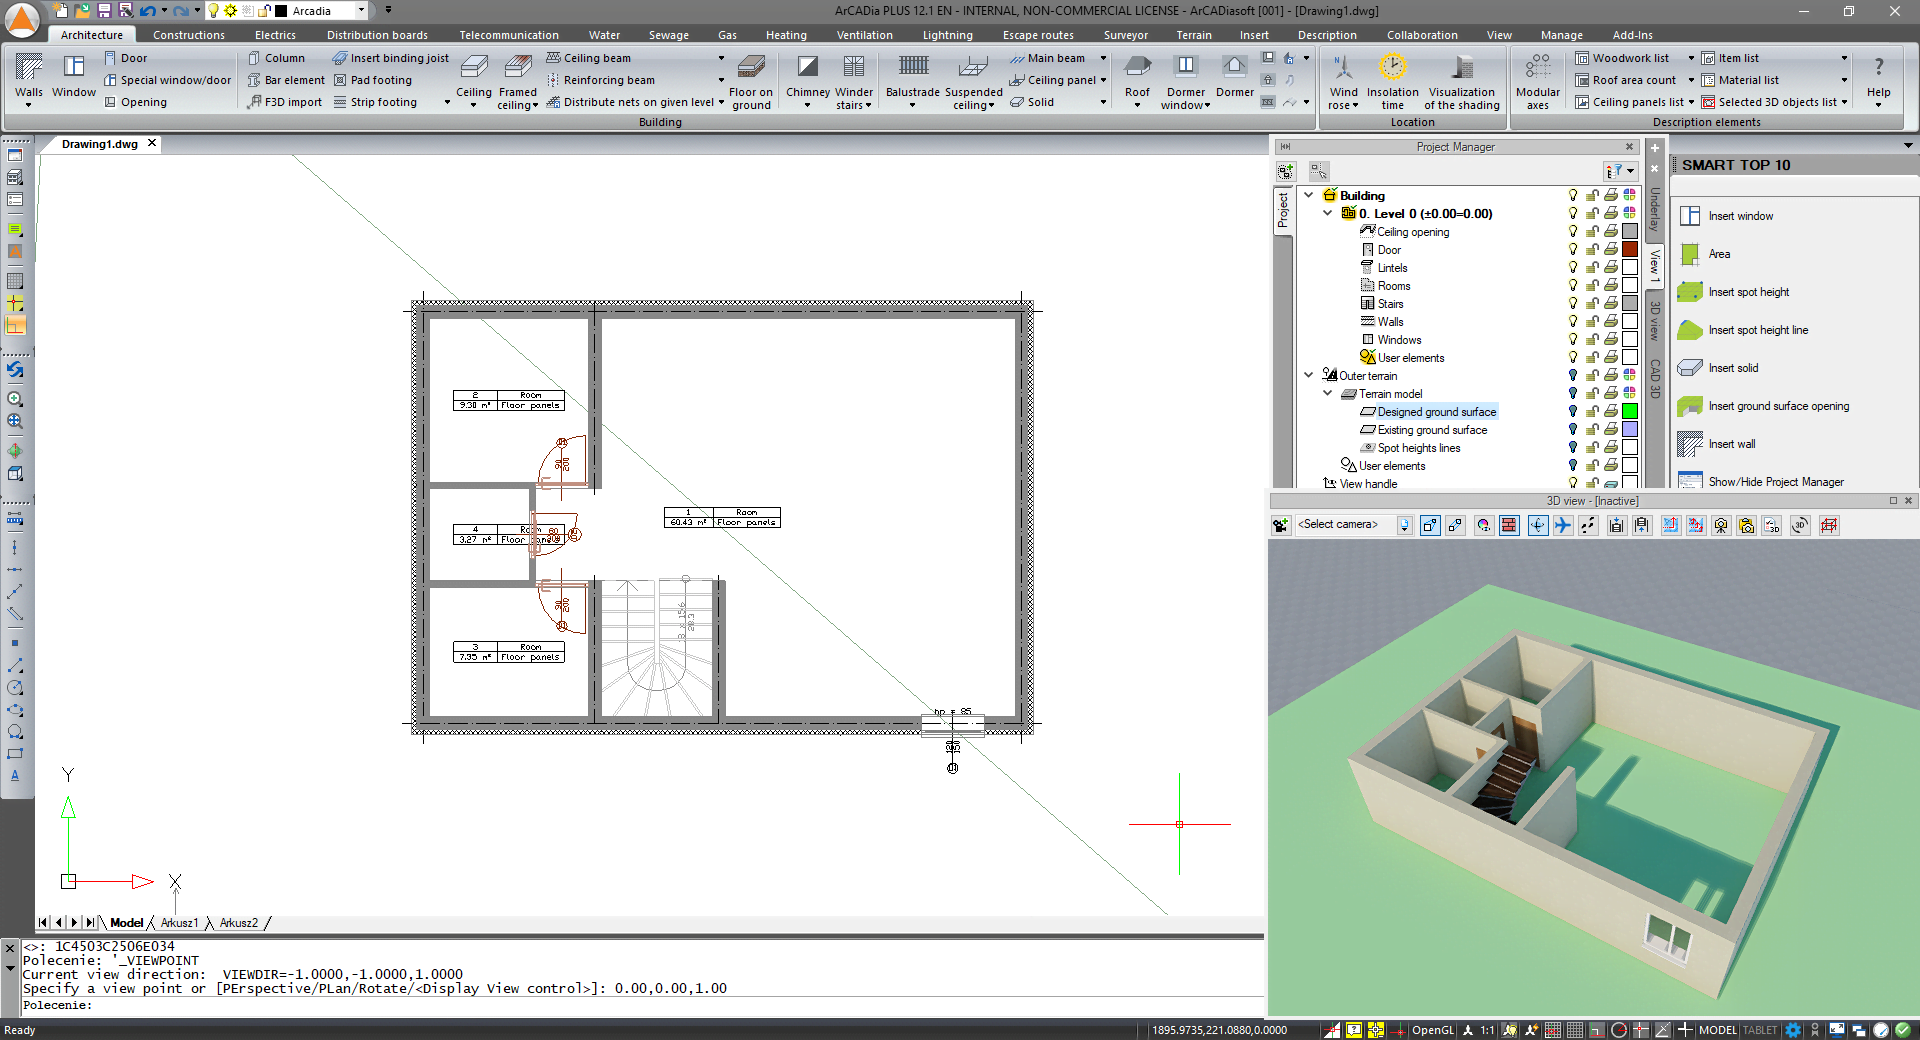 Arcadia
ArCADia PLUS 12.1 EN - INTERNAL, NON-COMMERCIAL LICENSE - ArCADiasoft [001] - [Drawing1.dwg]
Architecture Constructions Electrics Distribution boards Telecommunication Water Sewage Gas Heating Ventilation Lightning Escape routes Surveyor Terrain Insert Description Collaboration View Manage Add-Ins
Walls
Window
Door
Special window/door
Opening
Column
Bar element
F3D import
Insert binding joist
Pad footing
Strip footing
Ceiling
Framed ceiling
Ceiling beam
Reinforcing beam
Distribute nets on given level
Floor on ground
Chimney
Winder stairs
Balustrade
Suspended ceiling
Main beam
Ceiling panel
Solid
Roof
Dormer window
Dormer
Wind rose
Insolation time
Visualization of the shading
Modular axes
Woodwork list
Roof area count
Ceiling panels list
Item list
Material list
Selected 3D objects list
Help
Building
Location
Description elements
Drawing1.dwg
2 Room
9.30 m² Floor panels
90
200
4 Room
3.27 m² Floor panels
1 Room
60.43 m² Floor panels
90
200
3 Room
7.35 m² Floor panels
hp = 85
120
150
Y
X
Model Arkusz1 Arkusz2
Project Manager
Project
Building
0. Level 0 (±0.00=0.00)
Ceiling opening
Door
Lintels
Rooms
Stairs
Walls
Windows
User elements
Outer terrain
Terrain model
Designed ground surface
Existing ground surface
Spot heights lines
User elements
View handle
Underlay
View 1
3D view
CAD 3D
SMART TOP 10
Insert window
Area
Insert spot height
Insert spot height line
Insert solid
Insert ground surface opening
Insert wall
Show/Hide Project Manager
3D view - [Inactive]
<Select camera>
<>: 1C4503C2506E034
Polecenie: '_VIEWPOINT
Current view direction:  VIEWDIR=-1.0000,-1.0000,1.0000
Specify a view point or [PErspective/PLan/Rotate/<Display View control>]: 0.00,0.00,1.00
Polecenie:
Ready
1895.9735,221.0880,0.0000
OpenGL
1:1
MODEL
TABLET